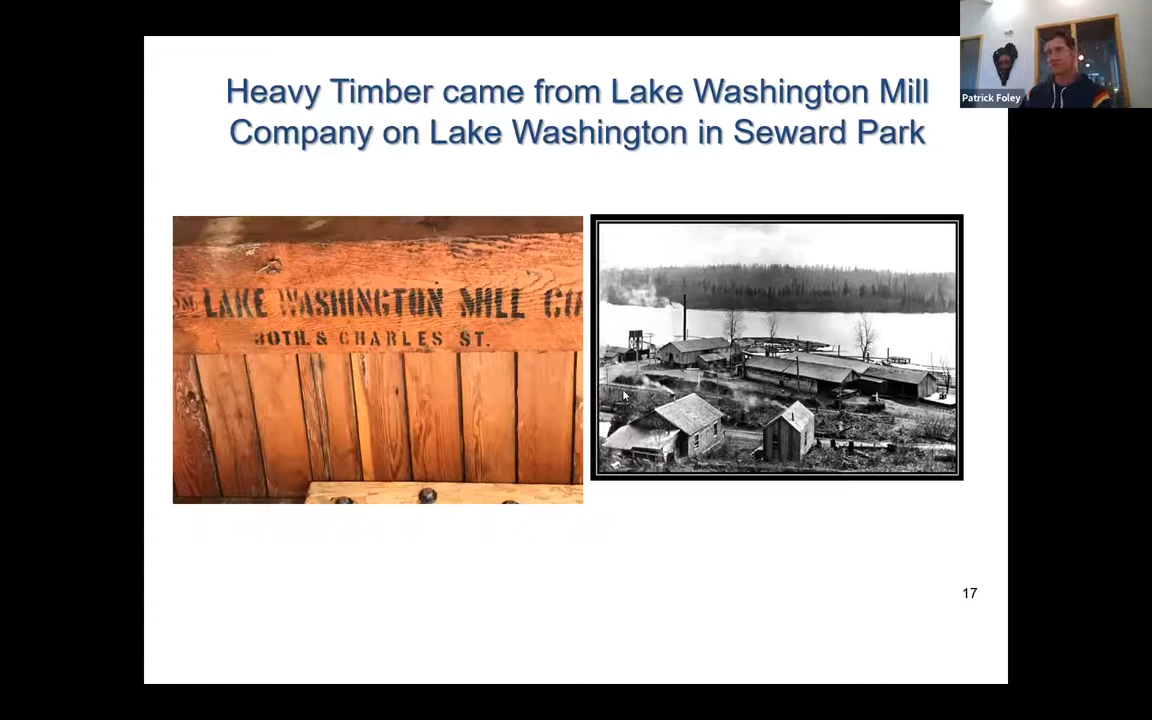 Heavy Timber came from Lake Washington Mill
Company on Lake Washington in Seward Park
Patrick Foley
LAKE WASHINGTON MILL CO
30TH. & CHARLES ST.
17